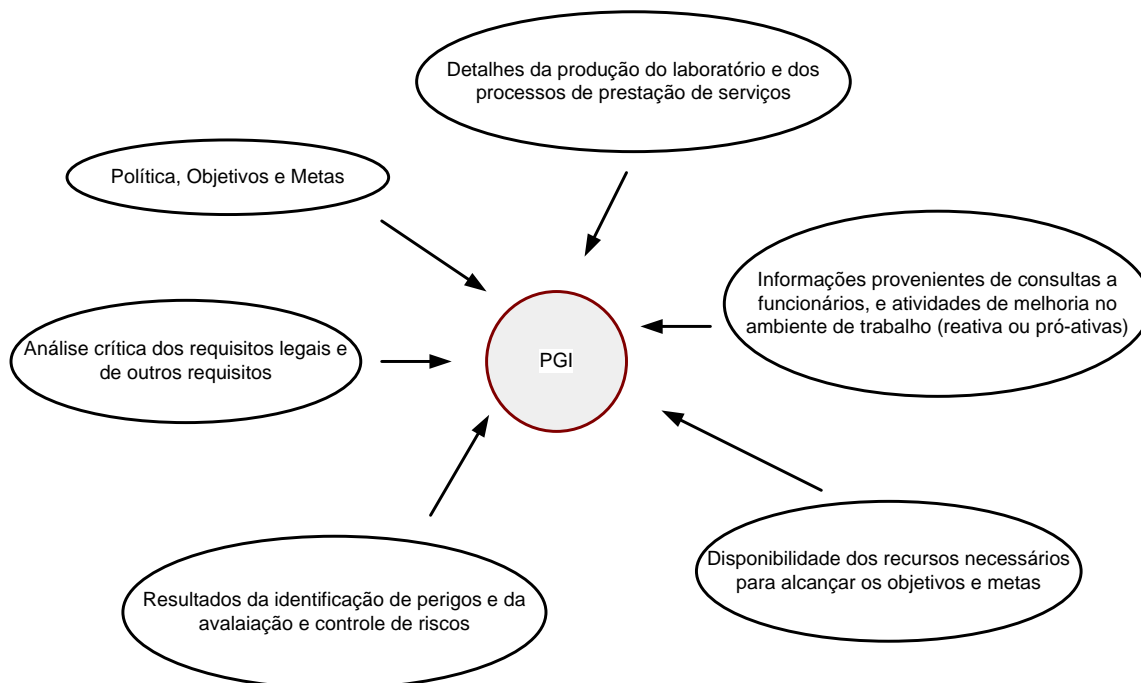 Detalhes da produção do laboratório e dos
processos de prestação de serviços
Política, Objetivos e Metas
Informações provenientes de consultas a
funcionários, e atividades de melhoria no
ambiente de trabalho (reativa ou pró-ativas)
Análise crítica dos requisitos legais e
de outros requisitos
PGI
Disponibilidade dos recursos necessários
para alcançar os objetivos e metas
Resultados da identificação de perigos e da
avalaiação e controle de riscos